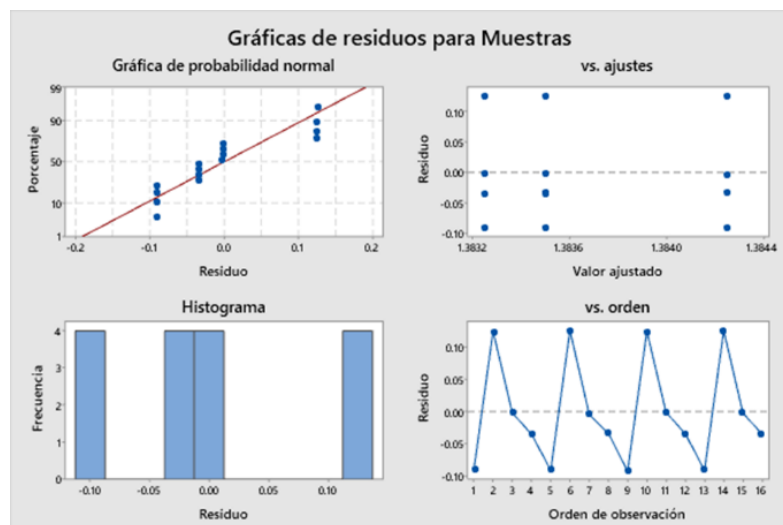 Gráficas de residuos para Muestras
Gráfica de probabilidad normal
99
90
50
10
1
Porcentaje
-0.2 -0.1 0.0 0.1 0.2
Residuo
vs. ajustes
0.10
0.05
0.00
-0.05
-0.10
Residuo
1.3832 1.3836 1.3840 1.3844
Valor ajustado
Histograma
4
3
2
1
0
Frecuencia
-0.10 -0.05 0.00 0.05 0.10
Residuo
vs. orden
0.10
0.05
0.00
-0.05
-0.10
Residuo
1 2 3 4 5 6 7 8 9 10 11 12 13 14 15 16
Orden de observación